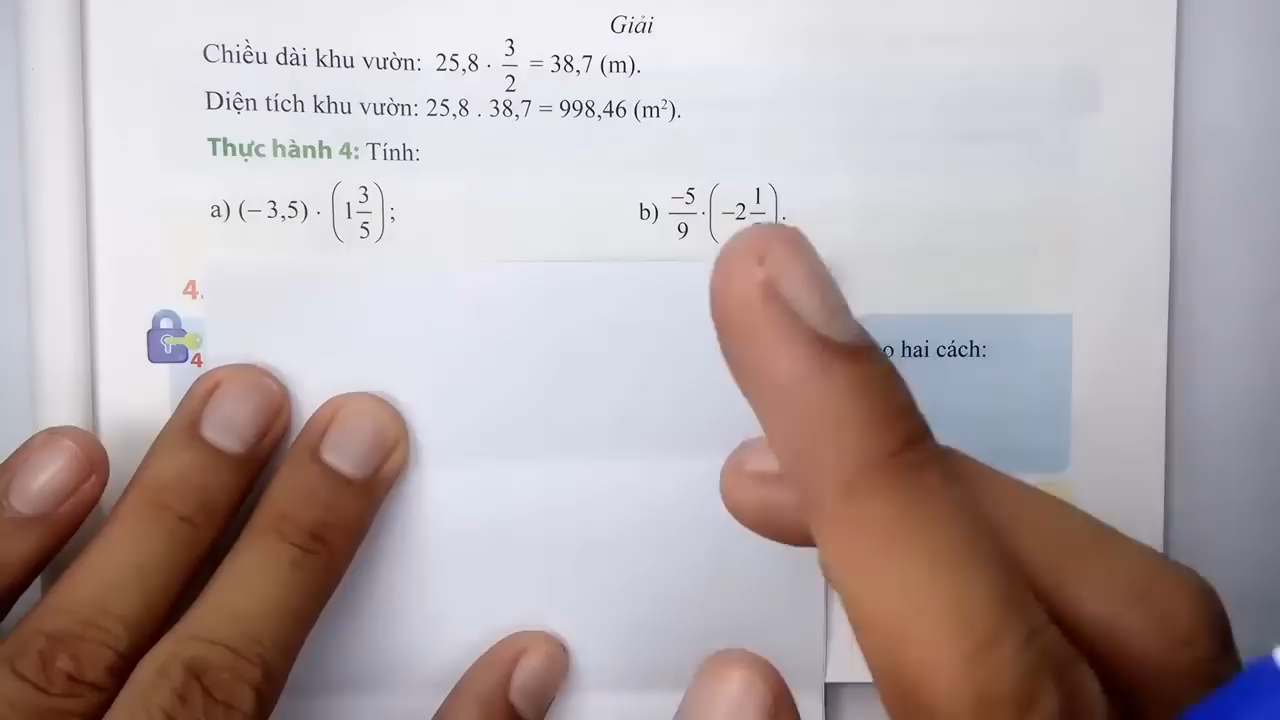 Giải
Chiều dài khu vườn: 25,8 · 3/2 = 38,7 (m).
Diện tích khu vườn: 25,8 . 38,7 = 998,46 (m²).
Thực hành 4: Tính:
a) (– 3,5) · (1 3/5);
b) –5/9 · (–2 1/ ).
4.
4
hai cách: